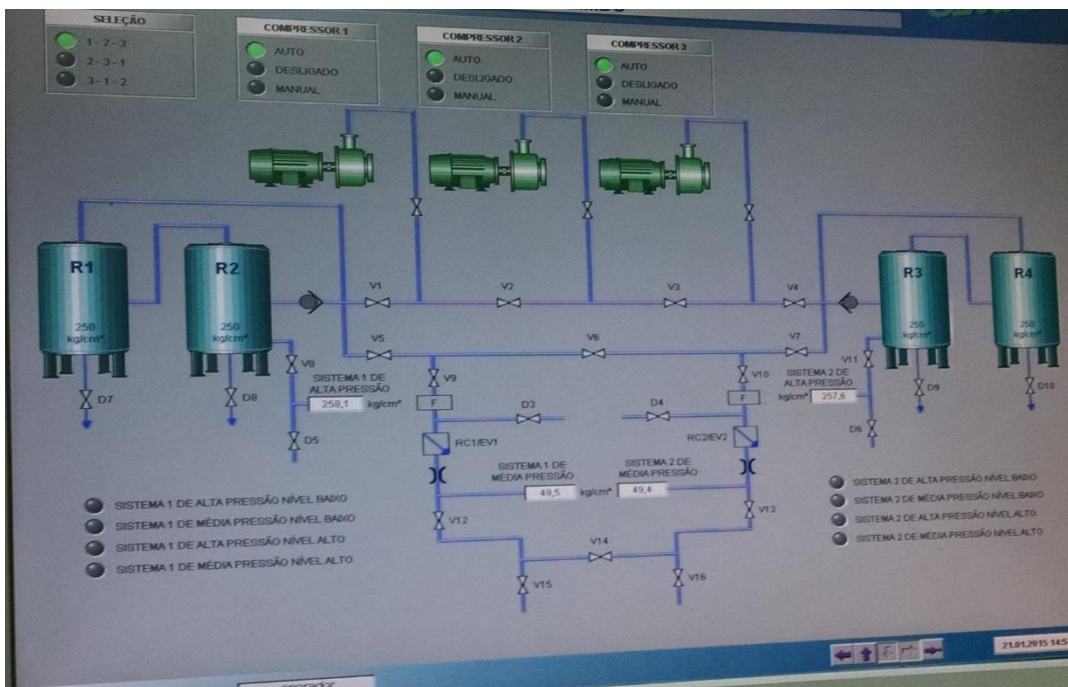 SELEÇÃO
1 - 2 - 3
2 - 3 - 1
3 - 1 - 2
COMPRESSOR 1
AUTO
DESLIGADO
MANUAL
COMPRESSOR 2
AUTO
DESLIGADO
MANUAL
COMPRESSOR 3
AUTO
DESLIGADO
MANUAL
R1
250
kg/cm²
R2
250
kg/cm²
R3
250
kg/cm²
R4
250
kg/cm²
V1
V2
V3
V4
V5
V6
V7
V8
V9
V10
V11
D7
D8
D9
D10
SISTEMA 1 DE
ALTA PRESSÃO
258,1 kg/cm²
SISTEMA 2 DE
ALTA PRESSÃO
kg/cm² 257,6
F
F
D3
D4
D5
D6
RC1/EV1
RC2/EV2
SISTEMA 1 DE
MÉDIA PRESSÃO
49,5 kg/cm²
SISTEMA 2 DE
MÉDIA PRESSÃO
49,4
V12
V13
V14
V15
V16
SISTEMA 1 DE ALTA PRESSÃO NÍVEL BAIXO
SISTEMA 1 DE MÉDIA PRESSÃO NÍVEL BAIXO
SISTEMA 1 DE ALTA PRESSÃO NÍVEL ALTO
SISTEMA 1 DE MÉDIA PRESSÃO NÍVEL ALTO
SISTEMA 2 DE ALTA PRESSÃO NÍVEL BAIXO
SISTEMA 2 DE MÉDIA PRESSÃO NÍVEL BAIXO
SISTEMA 2 DE ALTA PRESSÃO NÍVEL ALTO
SISTEMA 2 DE MÉDIA PRESSÃO NÍVEL ALTO
operador
21.01.2015